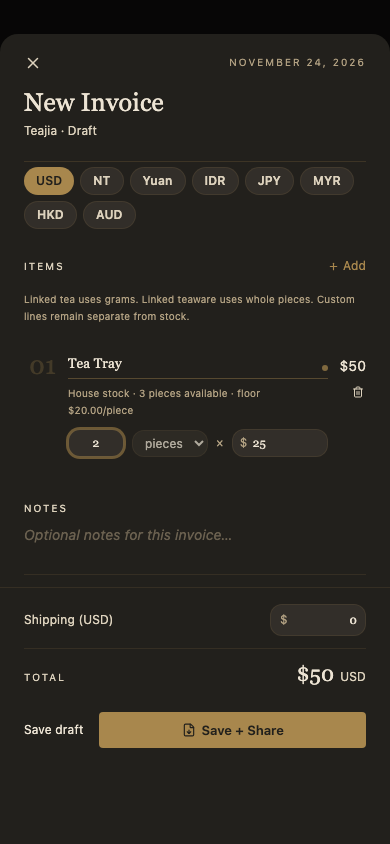 NOVEMBER 24, 2026
New Invoice
Teajia · Draft
USD NT Yuan IDR JPY MYR
HKD AUD
ITEMS + Add
Linked tea uses grams. Linked teaware uses whole pieces. Custom
lines remain separate from stock.
01 Tea Tray $50
House stock · 3 pieces available · floor
$20.00/piece
2 pieces × $ 25
NOTES
Optional notes for this invoice...
Shipping (USD) $ 0
TOTAL $50 USD
Save draft Save + Share